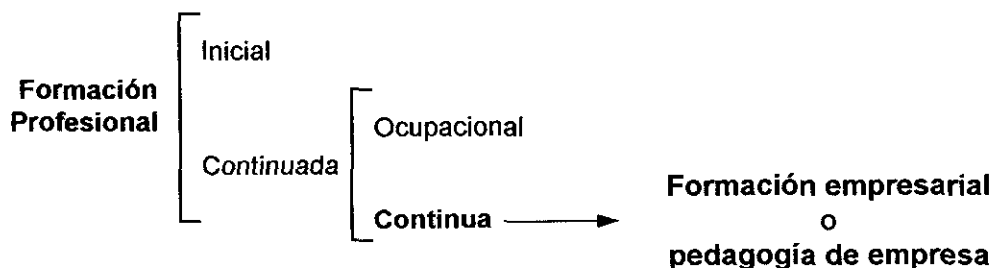 Formación
Profesional
Inicial
Continuada
Ocupacional
Continua
Formación empresarial
o
pedagogía de empresa